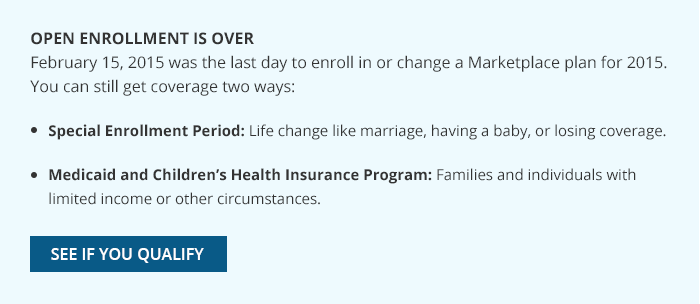 OPEN ENROLLMENT IS OVER
February 15, 2015 was the last day to enroll in or change a Marketplace plan for 2015.
You can still get coverage two ways:
• Special Enrollment Period: Life change like marriage, having a baby, or losing coverage.
• Medicaid and Children’s Health Insurance Program: Families and individuals with
limited income or other circumstances.
SEE IF YOU QUALIFY